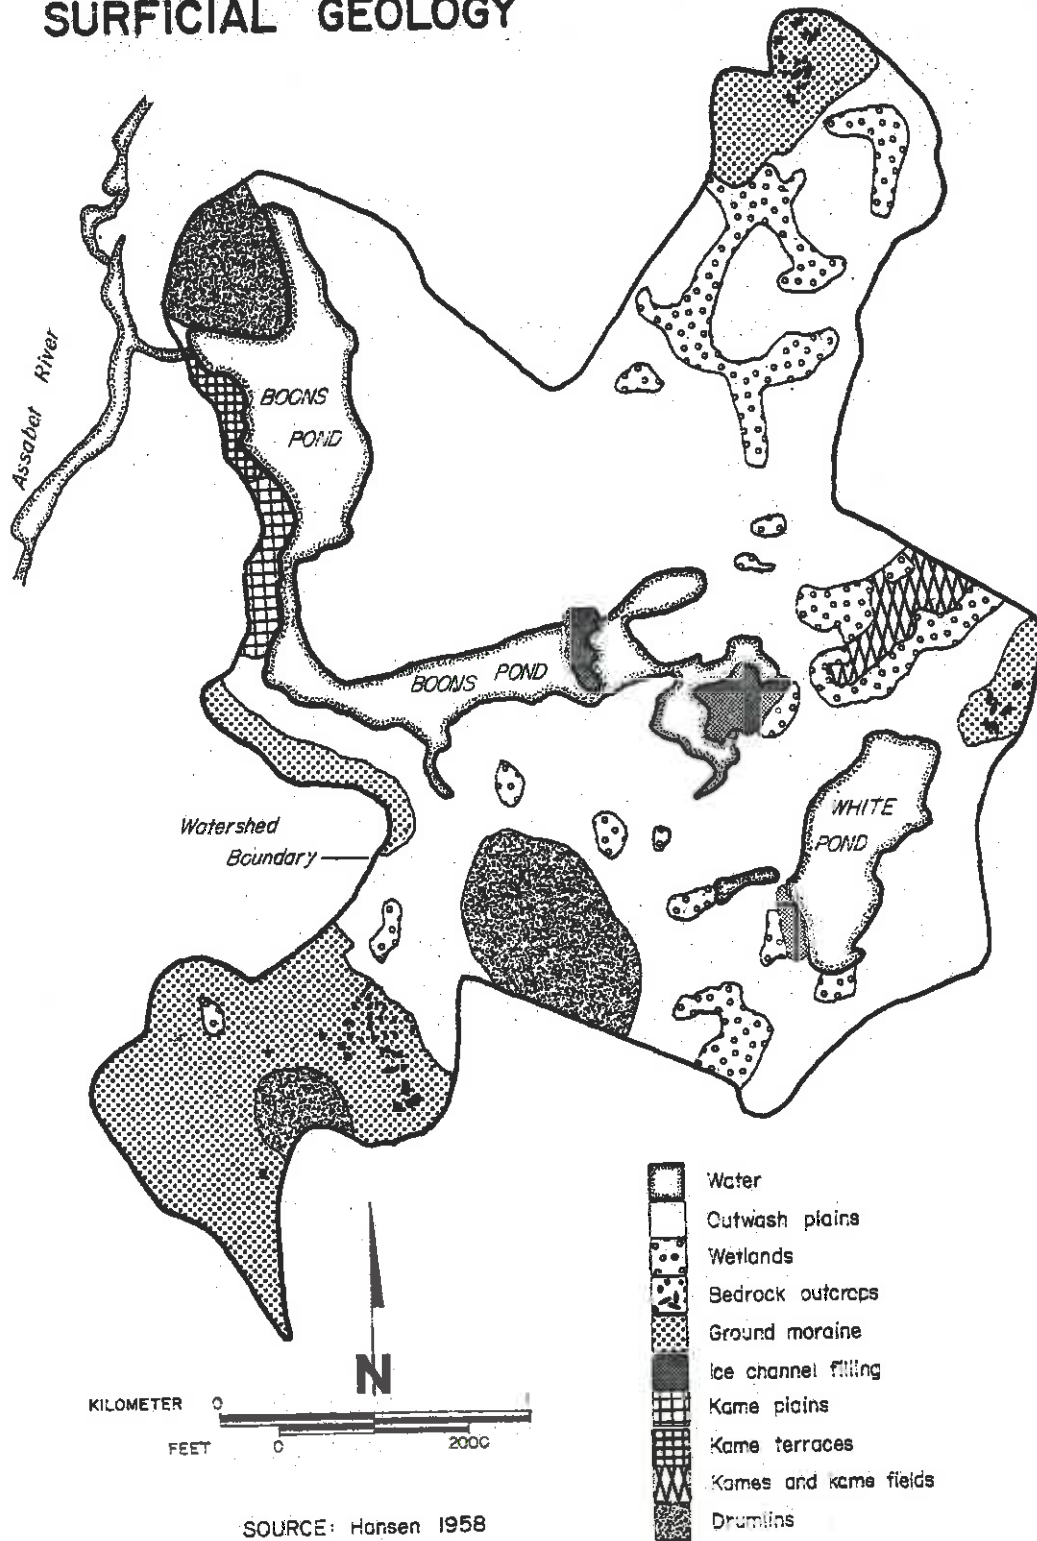 SURFICIAL GEOLOGY
Assabet River
BOONS
POND
BOONS POND
WHITE
POND
Watershed
Boundary
Water
Outwash plains
Wetlands
Bedrock outcrops
Ground moraine
Ice channel filling
Kame plains
Kame terraces
Kames and kame fields
Drumlins
N
KILOMETER 0 1
FEET 0 2000
SOURCE: Hansen 1958